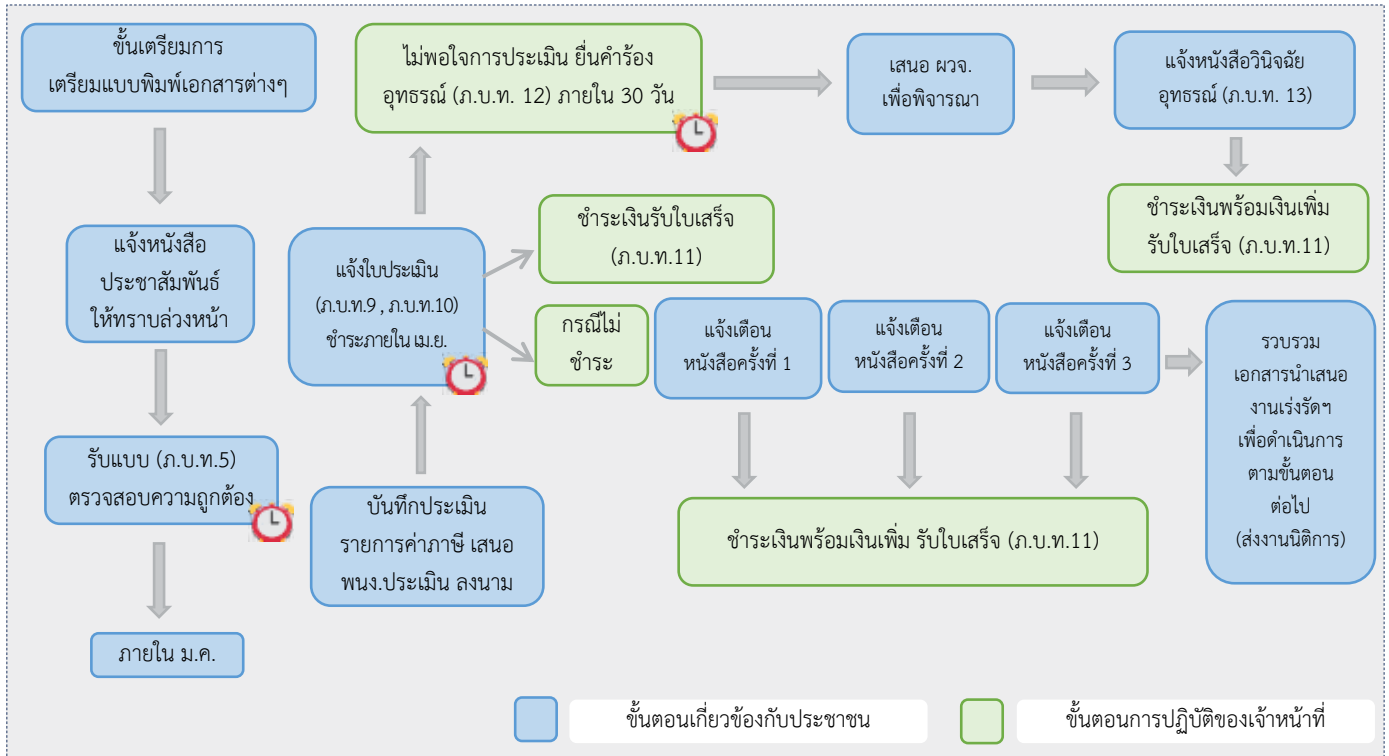 ขั้นเตรียมการ
เตรียมแบบพิมพ์เอกสารต่างๆ
แจ้งหนังสือ
ประชาสัมพันธ์
ให้ทราบล่วงหน้า
รับแบบ (ภ.บ.ท.5)
ตรวจสอบความถูกต้อง
ภายใน ม.ค.
บันทึกประเมิน
รายการค่าภาษี เสนอ
พนง.ประเมิน ลงนาม
แจ้งใบประเมิน
(ภ.บ.ท.9 , ภ.บ.ท.10)
ชำระภายใน เม.ย.
ไม่พอใจการประเมิน ยื่นคำร้อง
อุทธรณ์ (ภ.บ.ท. 12) ภายใน 30 วัน
เสนอ ผวจ.
เพื่อพิจารณา
แจ้งหนังสือวินิจฉัย
อุทธรณ์ (ภ.บ.ท. 13)
ชำระเงินพร้อมเงินเพิ่ม
รับใบเสร็จ (ภ.บ.ท.11)
ชำระเงินรับใบเสร็จ
(ภ.บ.ท.11)
กรณีไม่
ชำระ
แจ้งเตือน
หนังสือครั้งที่ 1
แจ้งเตือน
หนังสือครั้งที่ 2
แจ้งเตือน
หนังสือครั้งที่ 3
รวบรวม
เอกสารนำเสนอ
งานเร่งรัดฯ
เพื่อดำเนินการ
ตามขั้นตอน
ต่อไป
(ส่งงานนิติการ)
ชำระเงินพร้อมเงินเพิ่ม รับใบเสร็จ (ภ.บ.ท.11)
ขั้นตอนเกี่ยวข้องกับประชาชน
ขั้นตอนการปฏิบัติของเจ้าหน้าที่